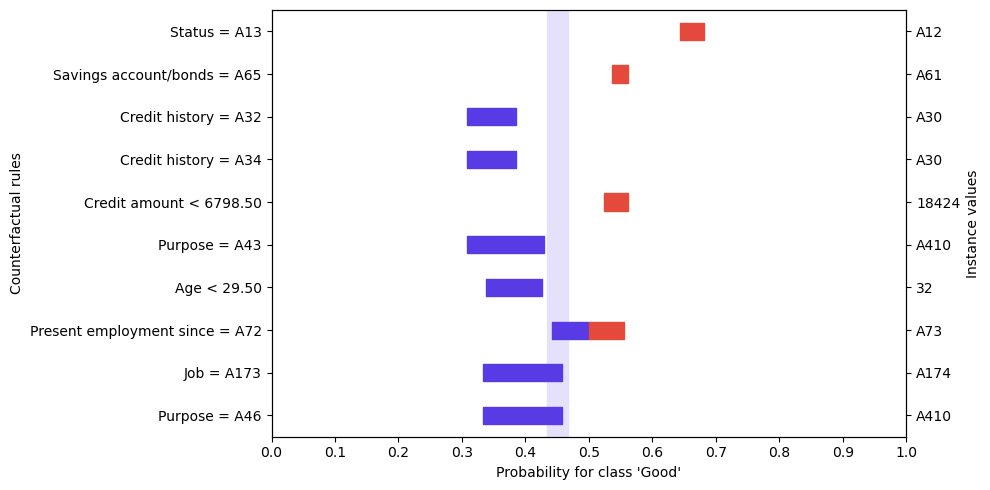 Counterfactual rules
Status = A13
A12
Savings account/bonds = A65
A61
Credit history = A32
A30
Credit history = A34
A30
Credit amount < 6798.50
18424
Purpose = A43
A410
Age < 29.50
32
Present employment since = A72
A73
Job = A173
A174
Purpose = A46
A410
Instance values
0.0 0.1 0.2 0.3 0.4 0.5 0.6 0.7 0.8 0.9 1.0
Probability for class 'Good'